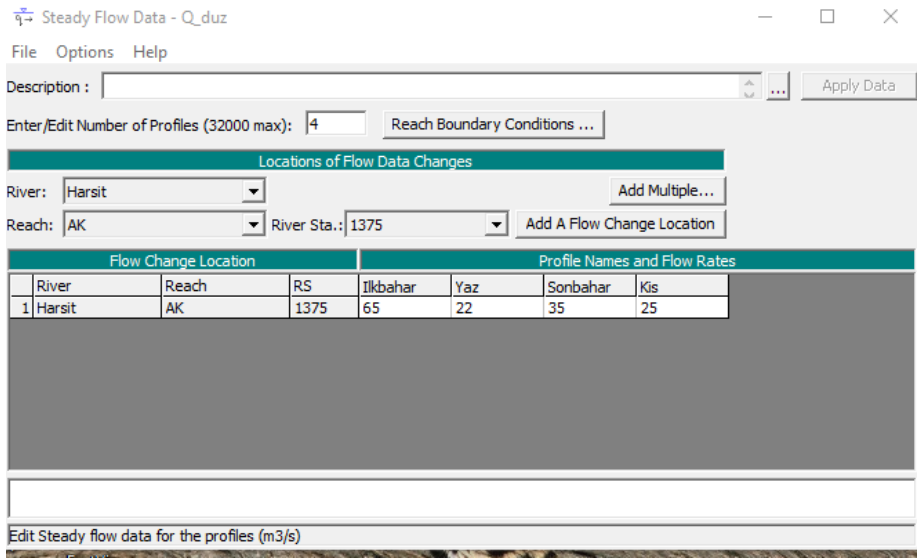 Steady Flow Data - Q_duz
File Options Help
Description :
... Apply Data
Enter/Edit Number of Profiles (32000 max): 4 Reach Boundary Conditions ...
Locations of Flow Data Changes
River: Harsit Add Multiple...
Reach: AK River Sta.: 1375 Add A Flow Change Location
Flow Change Location Profile Names and Flow Rates
River Reach RS Ilkbahar Yaz Sonbahar Kis
1 Harsit AK 1375 65 22 35 25
Edit Steady flow data for the profiles (m3/s)